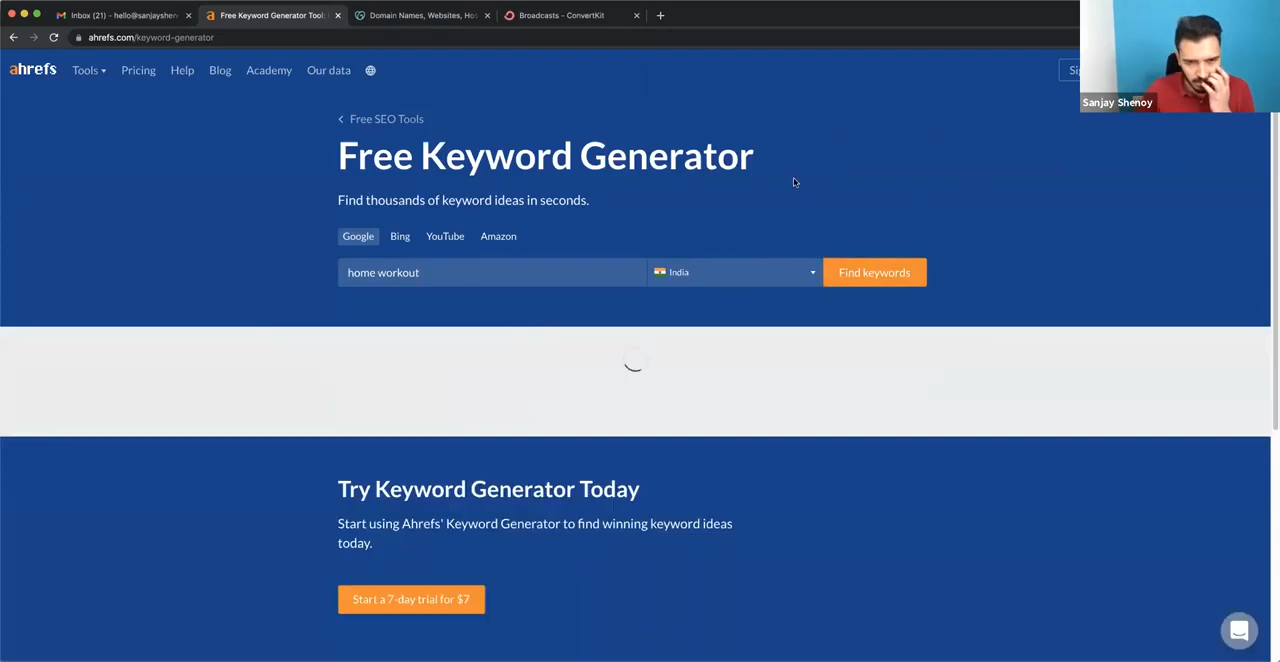 Inbox (21) - hello@sanjayshen
Free Keyword Generator Tool:
Domain Names, Websites, Hos
Broadcasts - ConvertKit
ahrefs.com/keyword-generator
ahrefs
Tools
Pricing
Help
Blog
Academy
Our data
Sanjay Shenoy
Free SEO Tools
Free Keyword Generator
Find thousands of keyword ideas in seconds.
Google
Bing
YouTube
Amazon
home workout
India
Find keywords
Try Keyword Generator Today
Start using Ahrefs' Keyword Generator to find winning keyword ideas
today.
Start a 7-day trial for $7